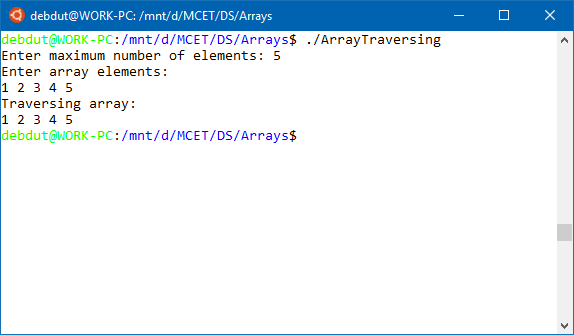 debdut@WORK-PC: /mnt/d/MCET/DS/Arrays
debdut@WORK-PC:/mnt/d/MCET/DS/Arrays$ ./ArrayTraversing
Enter maximum number of elements: 5
Enter array elements:
1 2 3 4 5
Traversing array:
1 2 3 4 5
debdut@WORK-PC:/mnt/d/MCET/DS/Arrays$